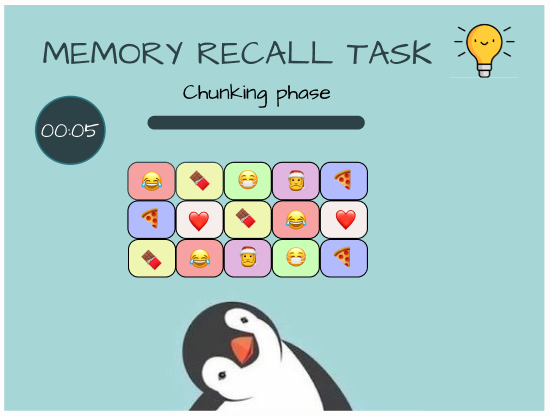 MEMORY RECALL TASK
Chunking phase
00:05